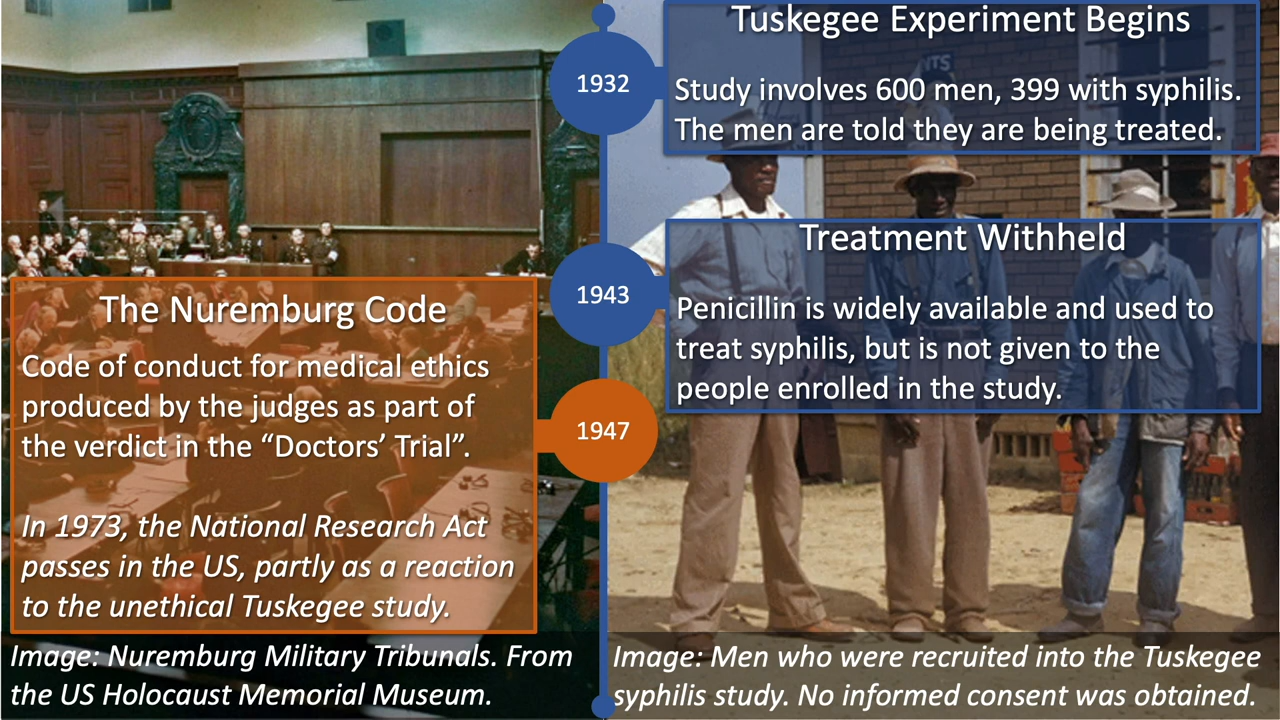 Tuskegee Experiment Begins
1932
Study involves 600 men, 399 with syphilis.
The men are told they are being treated.
Treatment Withheld
1943
Penicillin is widely available and used to
treat syphilis, but is not given to the
people enrolled in the study.
The Nuremburg Code
1947
Code of conduct for medical ethics
produced by the judges as part of
the verdict in the “Doctors’ Trial”.
In 1973, the National Research Act
passes in the US, partly as a reaction
to the unethical Tuskegee study.
Image: Nuremburg Military Tribunals. From
the US Holocaust Memorial Museum.
Image: Men who were recruited into the Tuskegee
syphilis study. No informed consent was obtained.